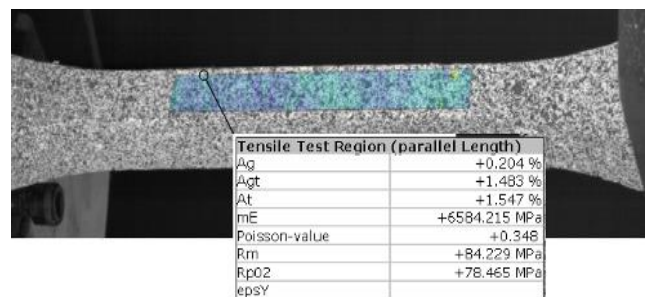 Tensile Test Region (parallel Length)
Ag +0.204 %
Agt +1.483 %
At +1.547 %
mE +6584.215 MPa
Poisson-value +0.348
Rm +84.229 MPa
Rp02 +78.465 MPa
epsY